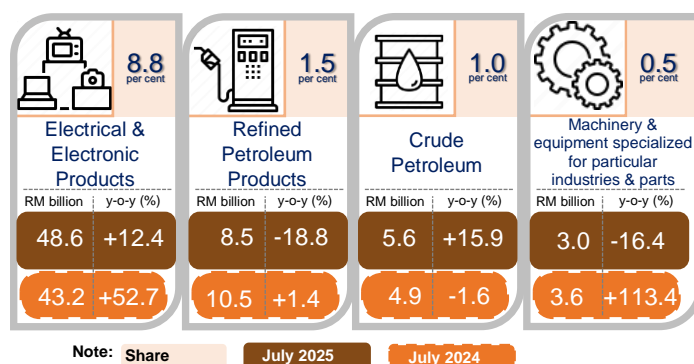 8.8
per cent
Electrical &
Electronic
Products
RM billion y-o-y (%)
48.6 +12.4
43.2 +52.7
1.5
per cent
Refined
Petroleum
Products
RM billion y-o-y (%)
8.5 -18.8
10.5 +1.4
1.0
per cent
Crude
Petroleum
RM billion y-o-y (%)
5.6 +15.9
4.9 -1.6
0.5
per cent
Machinery &
equipment specialized
for particular
industries & parts
RM billion y-o-y (%)
3.0 -16.4
3.6 +113.4
Note: Share July 2025 July 2024